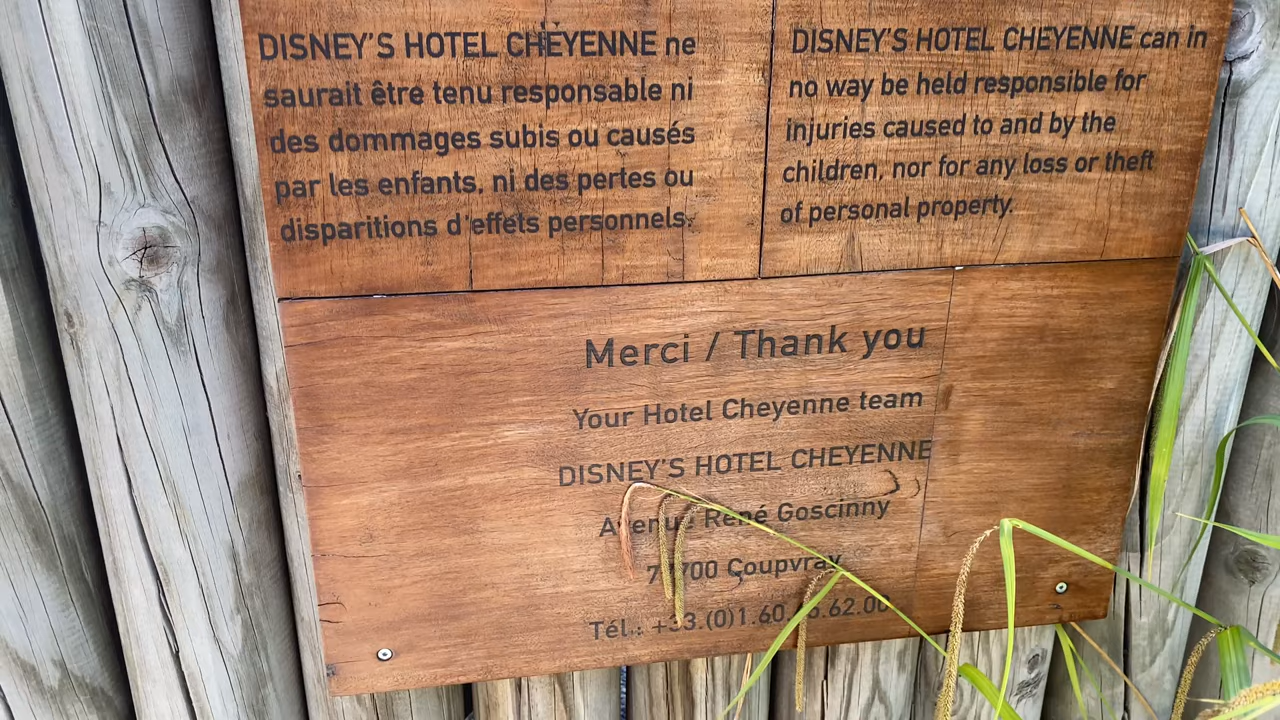 DISNEY'S HOTEL CHEYENNE ne
saurait être tenu responsable ni
des dommages subis ou causés
par les enfants, ni des pertes ou
disparitions d'effets personnels.
DISNEY'S HOTEL CHEYENNE can in
no way be held responsible for
injuries caused to and by the
children, nor for any loss or theft
of personal property.
Merci / Thank you
Your Hotel Cheyenne team
DISNEY'S HOTEL CHEYENNE
Avenue René Goscinny
Coupvray
Tél.: